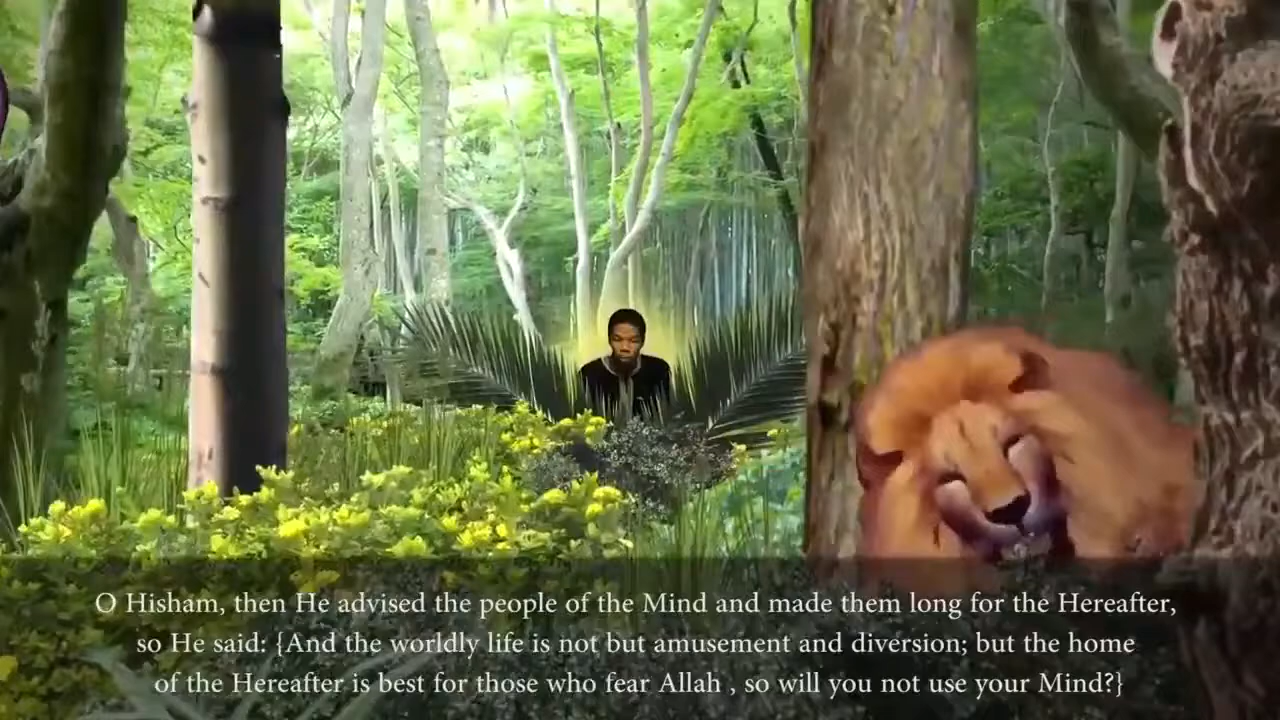 O Hisham, then He advised the people of the Mind and made them long for the Hereafter,
so He said: {And the worldly life is not but amusement and diversion; but the home
of the Hereafter is best for those who fear Allah , so will you not use your Mind?}